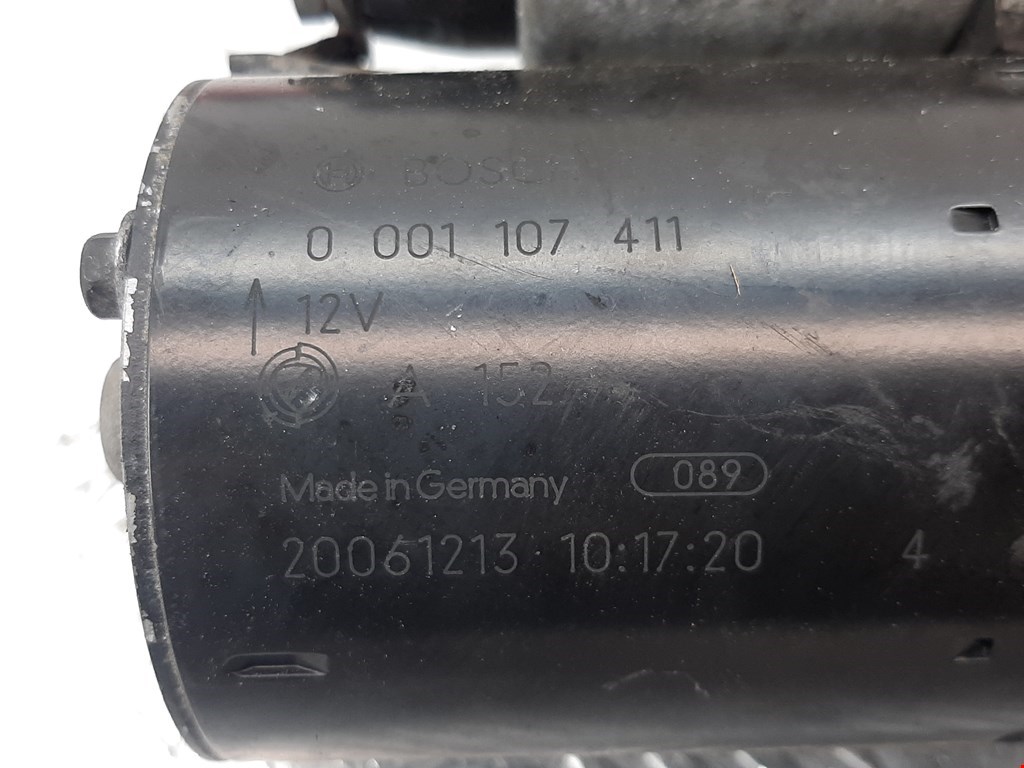 BOSCH
0 001 107 411
12V
A 152
Made in Germany 089
20061213 10:17:20 4